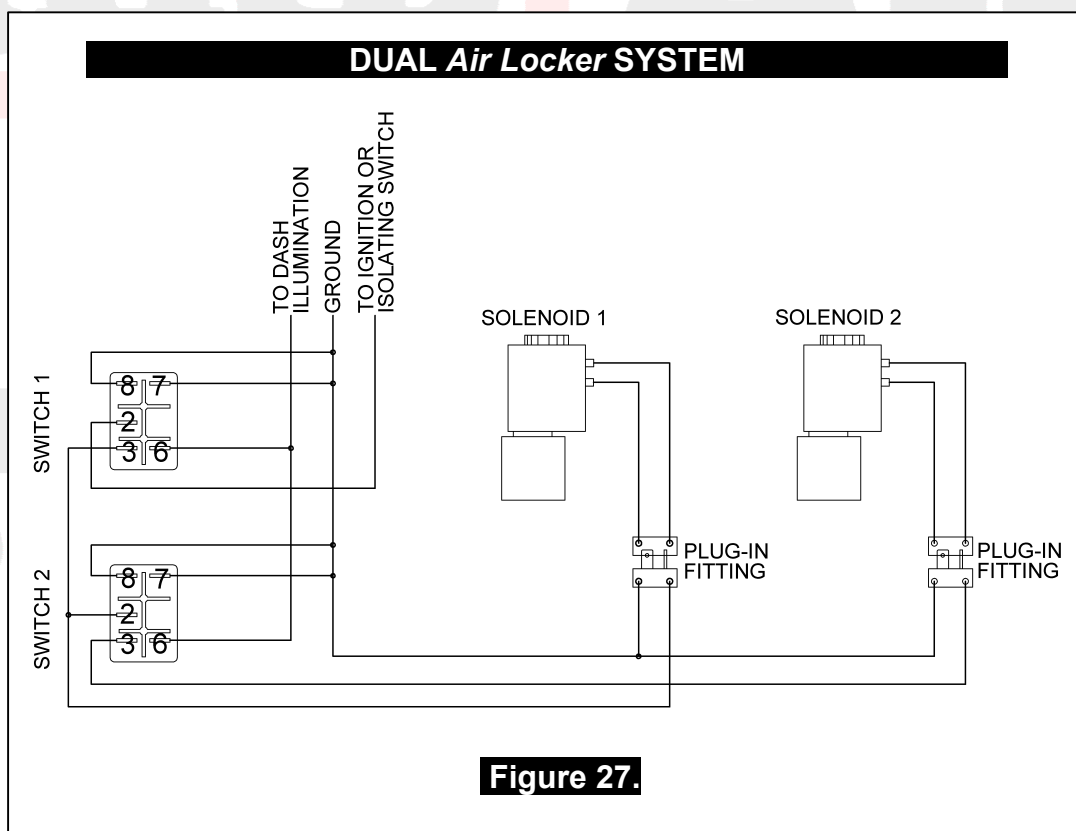 DUAL Air Locker SYSTEM
TO DASH
ILLUMINATION
GROUND
TO IGNITION OR
ISOLATING SWITCH
SOLENOID 1
SOLENOID 2
SWITCH 1
8 7
2
3 6
SWITCH 2
8 7
2
3 6
PLUG-IN
FITTING
PLUG-IN
FITTING
Figure 27.